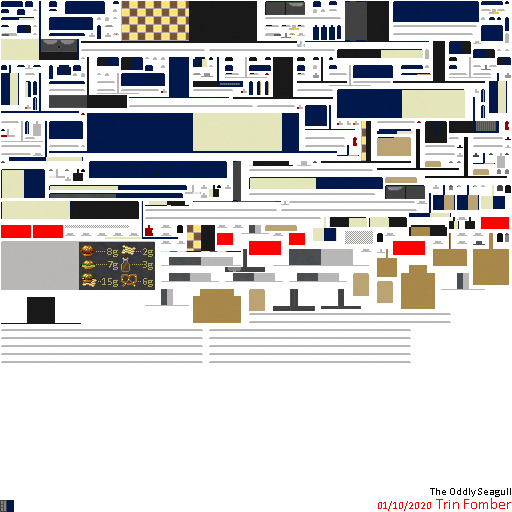 8g 2g
7g 3g
15g 6g
The Oddly Seagull
01/10/2020 Trin Fomber